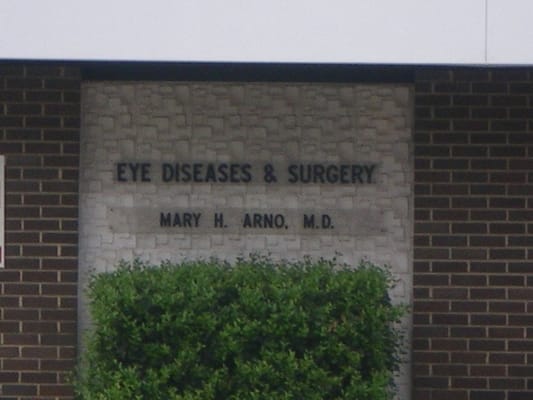 EYE DISEASES & SURGERY
MARY H. ARNO, M.D.